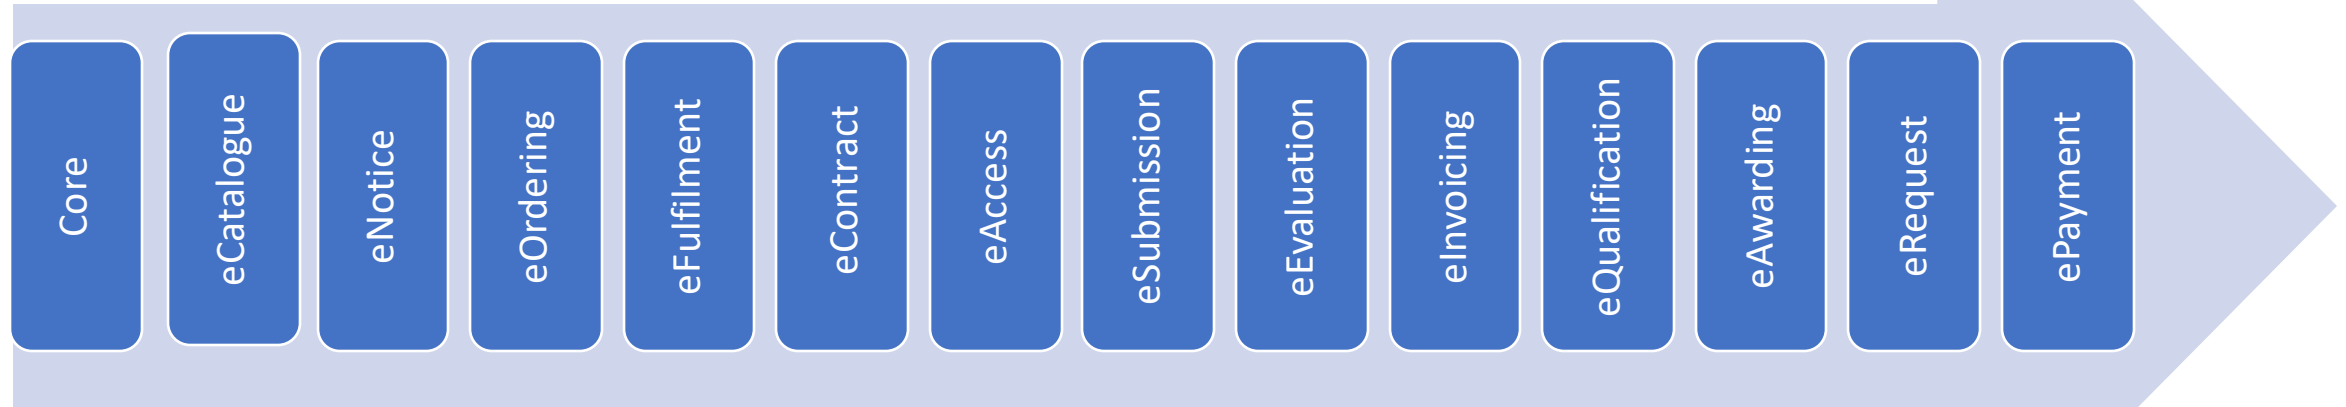 Core
eCatalogue
eNotice
eOrdering
eFulfilment
eContract
eAccess
eSubmission
eEvaluation
eInvoicing
eQualification
eAwarding
eRequest
ePayment